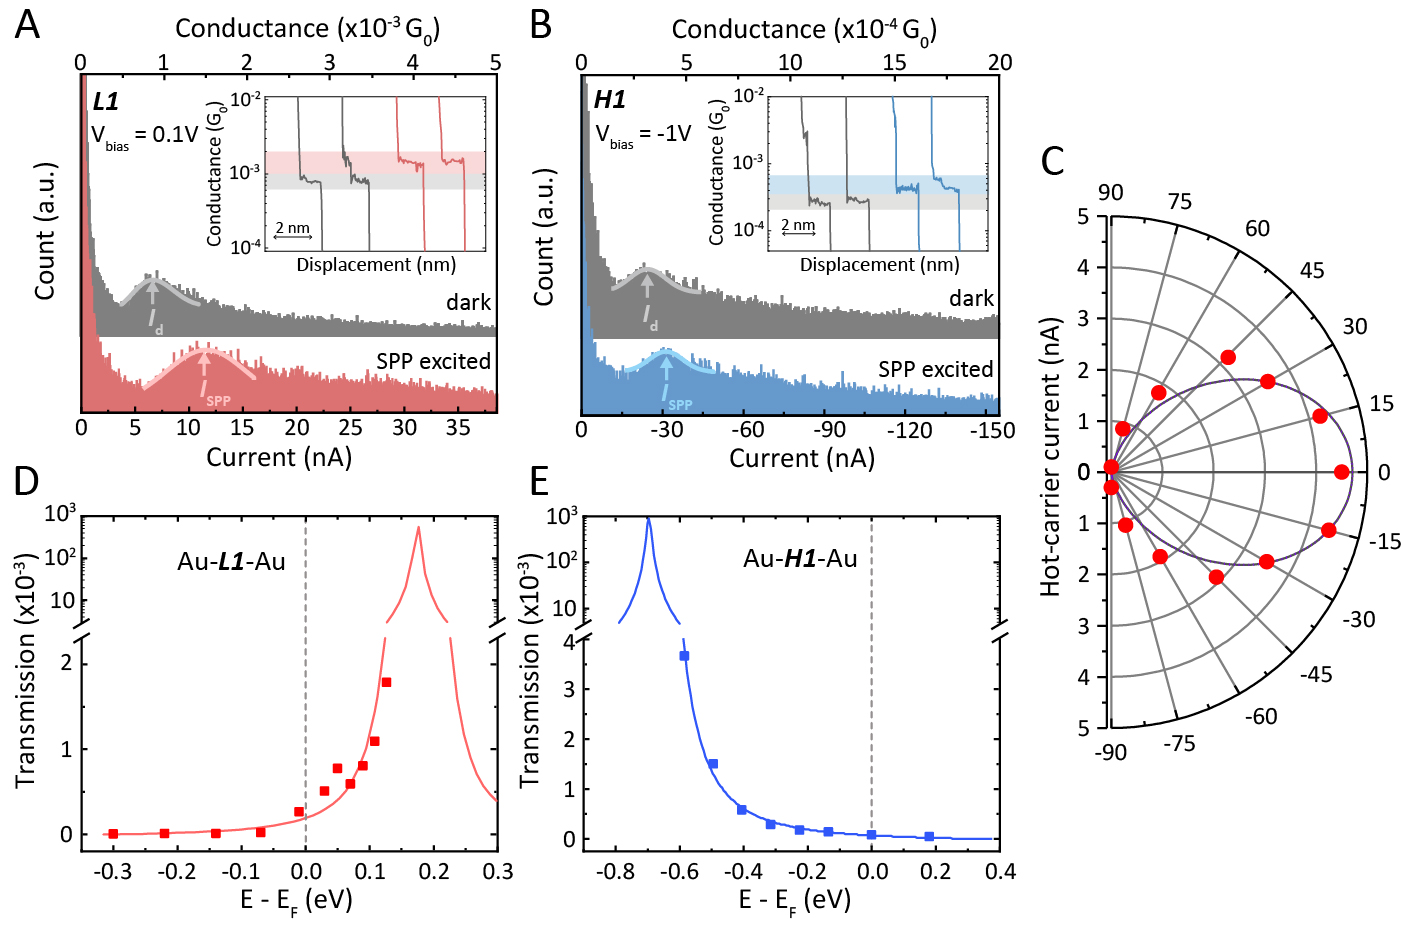 A
Conductance (x10-3 G0)
0 1 2 3 4 5
L1
Vbias = 0.1V
Count (a.u.)
Conductance (G0)
10-2
10-3
10-4
2 nm
Displacement (nm)
dark
Id
SPP excited
ISPP
0 5 10 15 20 25 30 35
Current (nA)
B
Conductance (x10-4 G0)
0 5 10 15 20
H1
Vbias = -1V
Count (a.u.)
Conductance (G0)
10-2
10-3
10-4
2 nm
Displacement (nm)
dark
Id
SPP excited
ISPP
0 -30 -60 -90 -120 -150
Current (nA)
C
Hot-carrier current (nA)
5
4
3
2
1
0
1
2
3
4
5
90
75
60
45
30
15
0
-15
-30
-45
-60
-75
-90
D
Au-L1-Au
Transmission (x10-3)
103
102
10
2
1
0
-0.3 -0.2 -0.1 0.0 0.1 0.2 0.3
E - EF (eV)
E
Au-H1-Au
Transmission (x10-3)
103
102
10
4
3
2
1
0
-0.8 -0.6 -0.4 -0.2 0.0 0.2 0.4
E - EF (eV)